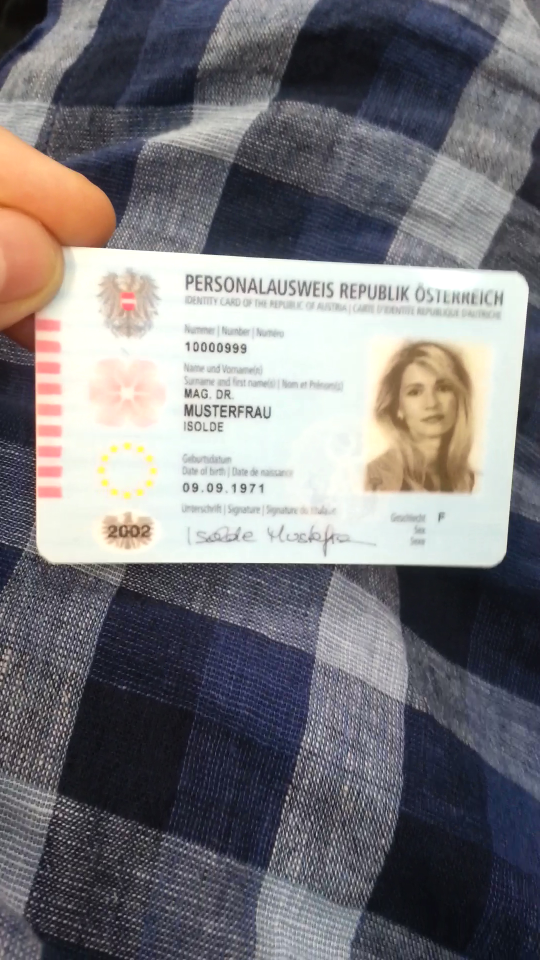 PERSONALAUSWEIS REPUBLIK ÖSTERREICH
IDENTITY CARD OF THE REPUBLIC OF AUSTRIA | CARTE D'IDENTITÉ RÉPUBLIQUE D'AUTRICHE
Nummer | Number | Numéro
10000999
Name und Vorname(n)
Surname and first name(s) | Nom et Prénom(s)
MAG. DR.
MUSTERFRAU
ISOLDE
Geburtsdatum
Date of birth | Date de naissance
09.09.1971
Unterschrift | Signature | Signature du titulaire
Isolde Musterfrau
Geschlecht F
Sex
Sexe
2002